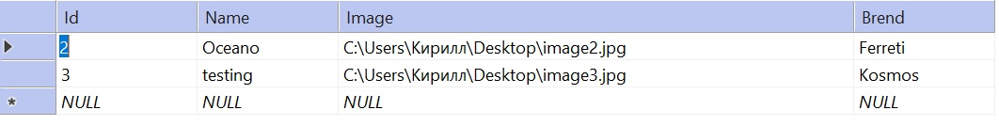 Id Name Image Brend
2 Oceano C:\Users\Кирилл\Desktop\image2.jpg Ferreti
3 testing C:\Users\Кирилл\Desktop\image3.jpg Kosmos
* NULL NULL NULL NULL